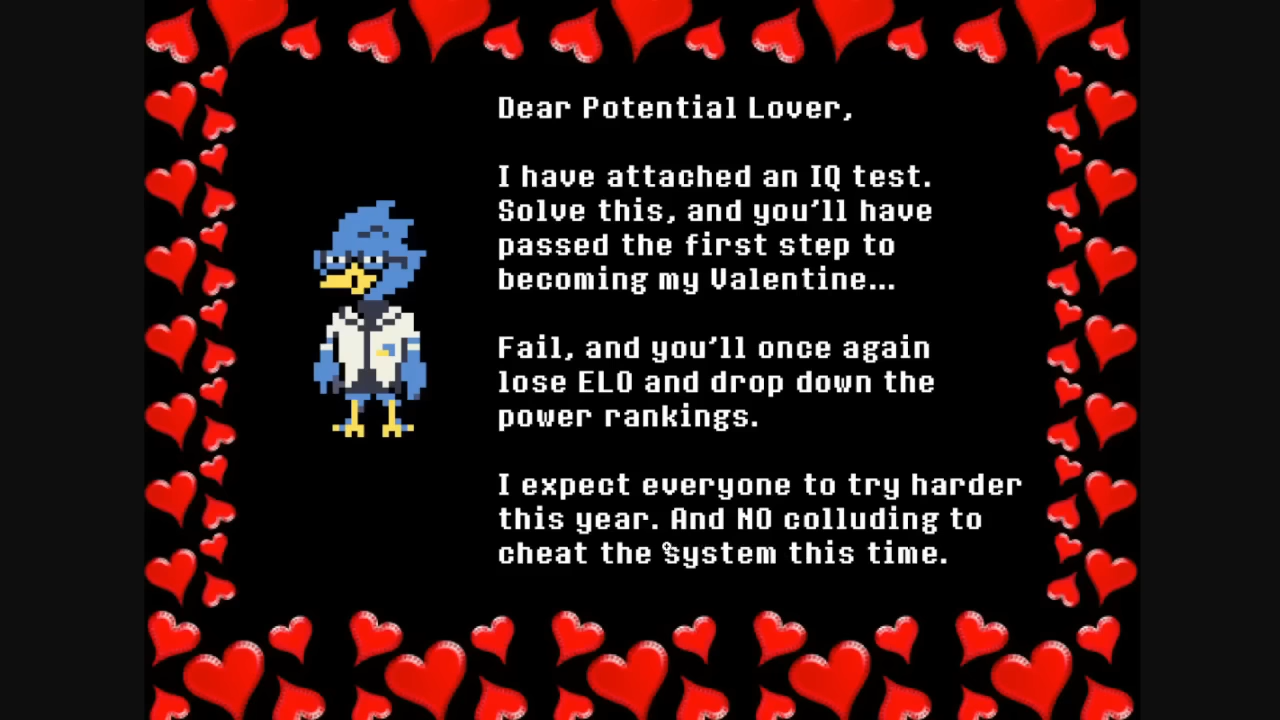 Dear Potential Lover,
I have attached an IQ test.
Solve this, and you'll have
passed the first step to
becoming my Valentine...
Fail, and you'll once again
lose ELO and drop down the
power rankings.
I expect everyone to try harder
this year. And NO colluding to
cheat the system this time.